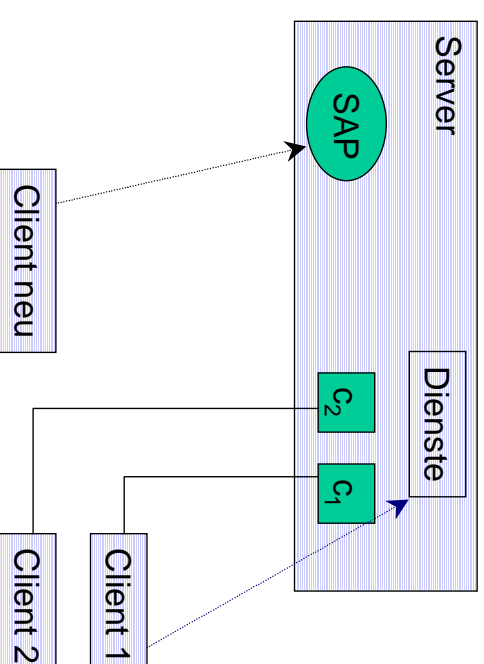 Server
SAP
Dienste
c2
c1
Client neu
Client 1
Client 2